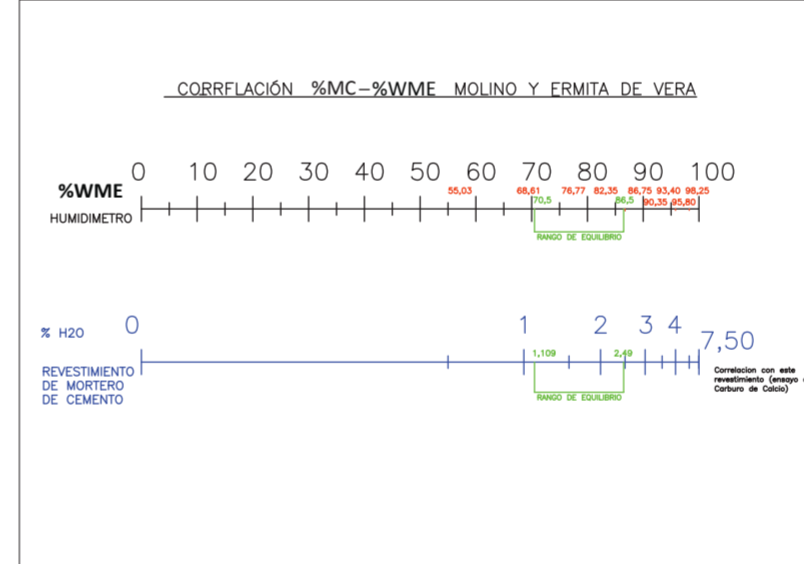 CORRFLACIÓN %MC-%WME MOLINO Y ERMITA DE VERA
0 10 20 30 40 50 60 70 80 90 100
%WME
55,03 68,61 76,77 82,35 86,75 93,40 98,25
70,5 86,5 90,35 95,80
HUMIDIMETRO
RANGO DE EQUILIBRIO
% H2O 0 1 2 3 4 7,50
1,109 2,49
REVESTIMIENTO
DE MORTERO
DE CEMENTO
RANGO DE EQUILIBRIO
Correlacion con este
revestimiento (ensayo
Carburo de Calcio)